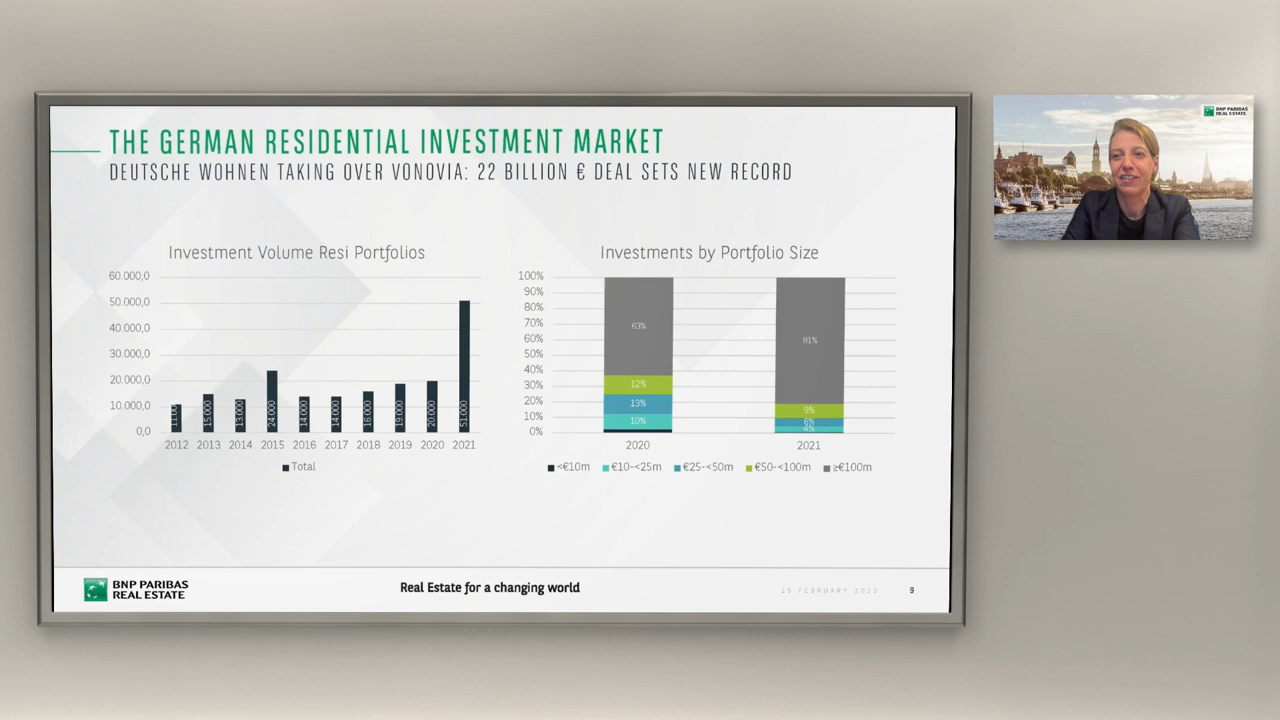 THE GERMAN RESIDENTIAL INVESTMENT MARKET
DEUTSCHE WOHNEN TAKING OVER VONOVIA: 22 BILLION € DEAL SETS NEW RECORD
Investment Volume Resi Portfolios
60.000,0
50.000,0
40.000,0
30.000,0
20.000,0
10.000,0
0,0
15.000
13.000
24.000
14.000
14.000
16.000
19.000
20.000
51.000
2012 2013 2014 2015 2016 2017 2018 2019 2020 2021
Total
Investments by Portfolio Size
100%
90%
80%
70%
60%
50%
40%
30%
20%
10%
0%
63%
12%
13%
10%
81%
9%
6%
4%
2020 2021
<€10m €10-<25m €25-<50m €50-<100m ≥€100m
BNP PARIBAS
REAL ESTATE
Real Estate for a changing world
15 FEBRUARY 2022
9
BNP PARIBAS
REAL ESTATE